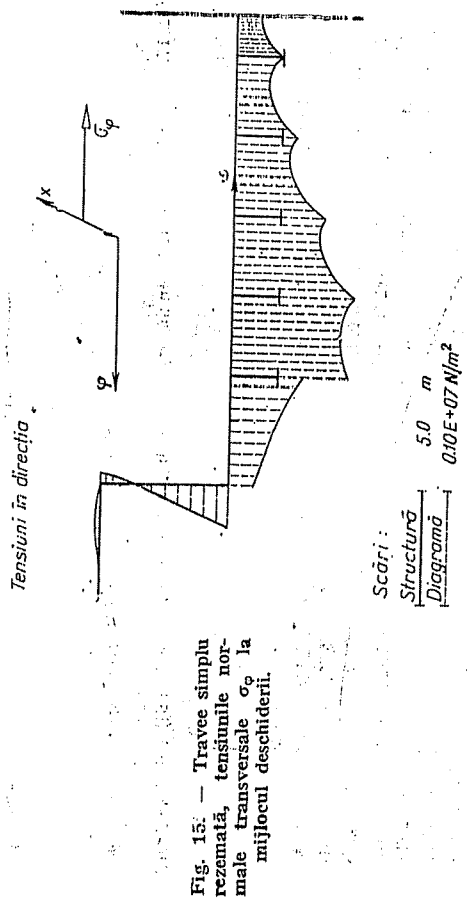 Tensiuni în direcția
x
φ
σφ
s
Scări :
Structură 5.0 m
Diagramă 0.10E+07 N/m²
Fig. 15. — Travee simplu
rezemată, tensiunile nor-
male transversale σφ la
mijlocul deschiderii.